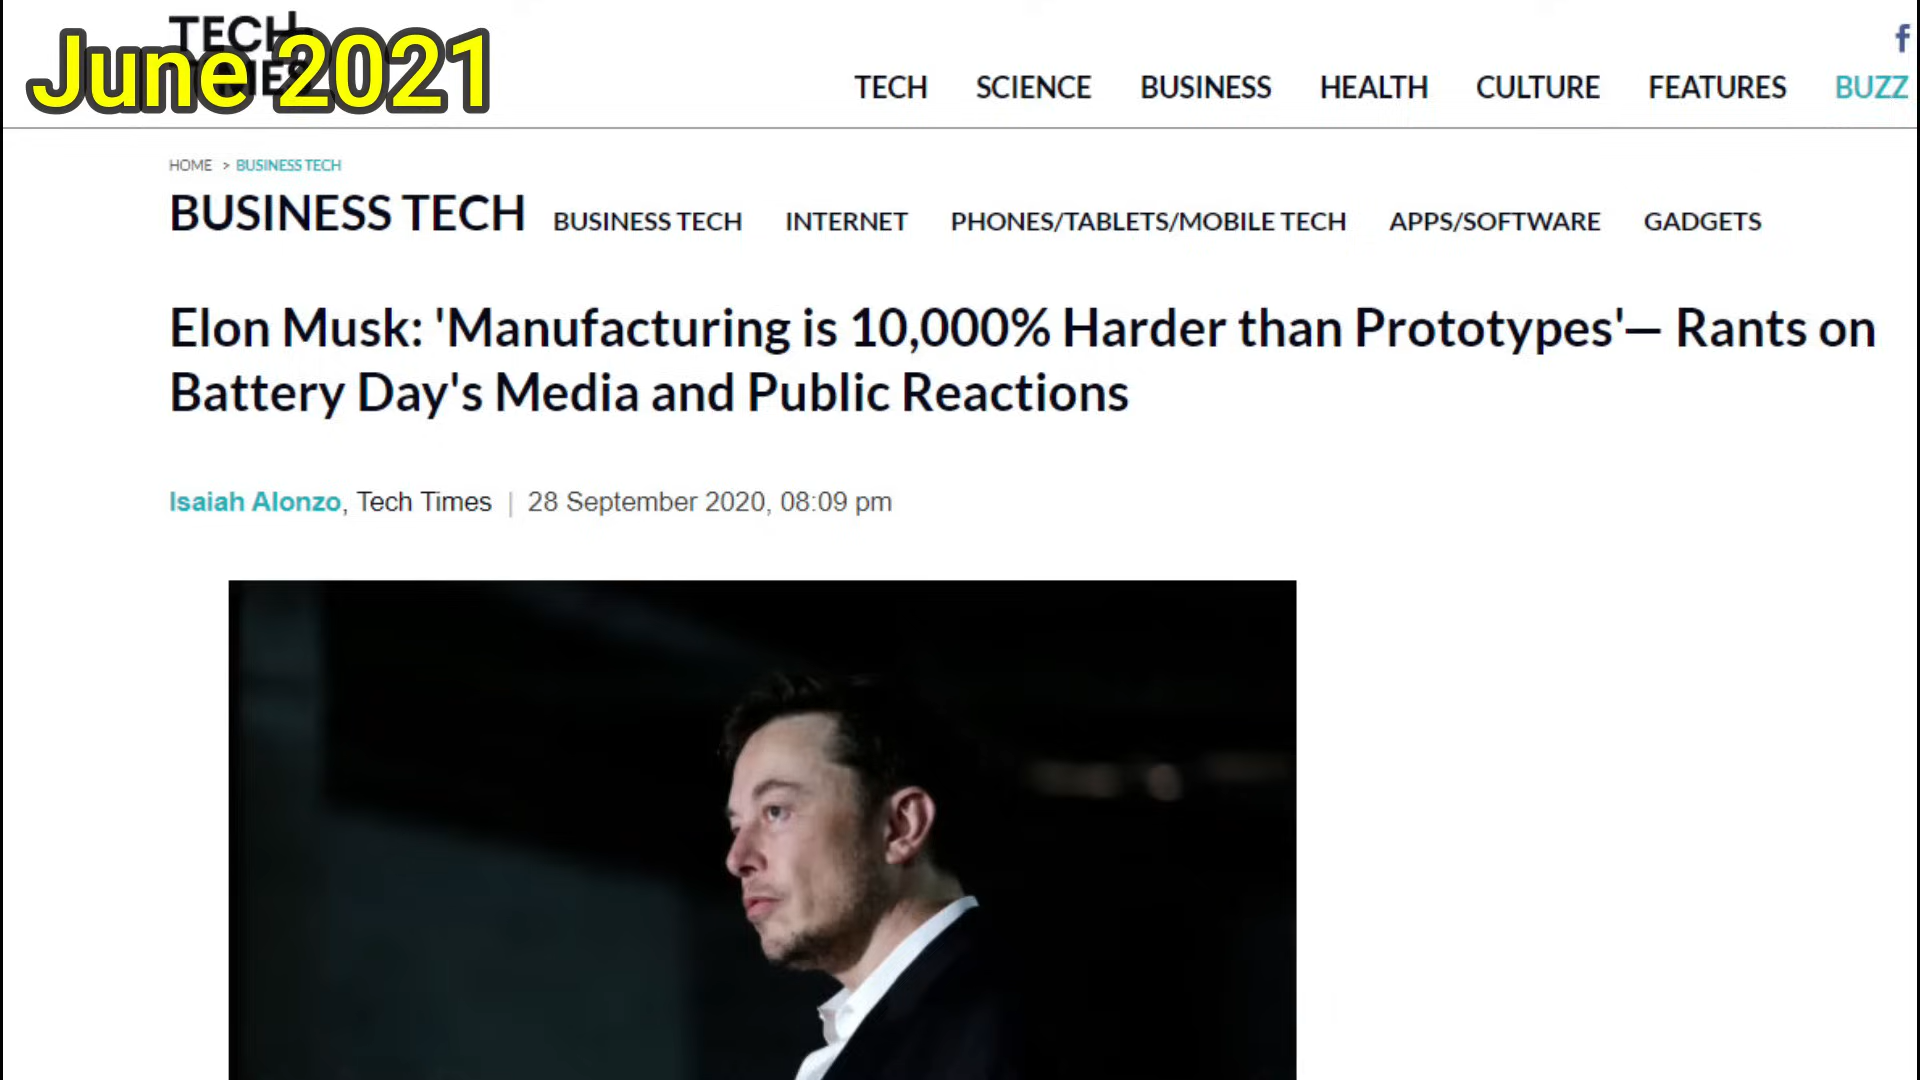 June 2021
TECH
TIMES
TECH SCIENCE BUSINESS HEALTH CULTURE FEATURES BUZZ
HOME > BUSINESS TECH
BUSINESS TECH BUSINESS TECH INTERNET PHONES/TABLETS/MOBILE TECH APPS/SOFTWARE GADGETS
Elon Musk: 'Manufacturing is 10,000% Harder than Prototypes'— Rants on
Battery Day's Media and Public Reactions
Isaiah Alonzo, Tech Times | 28 September 2020, 08:09 pm